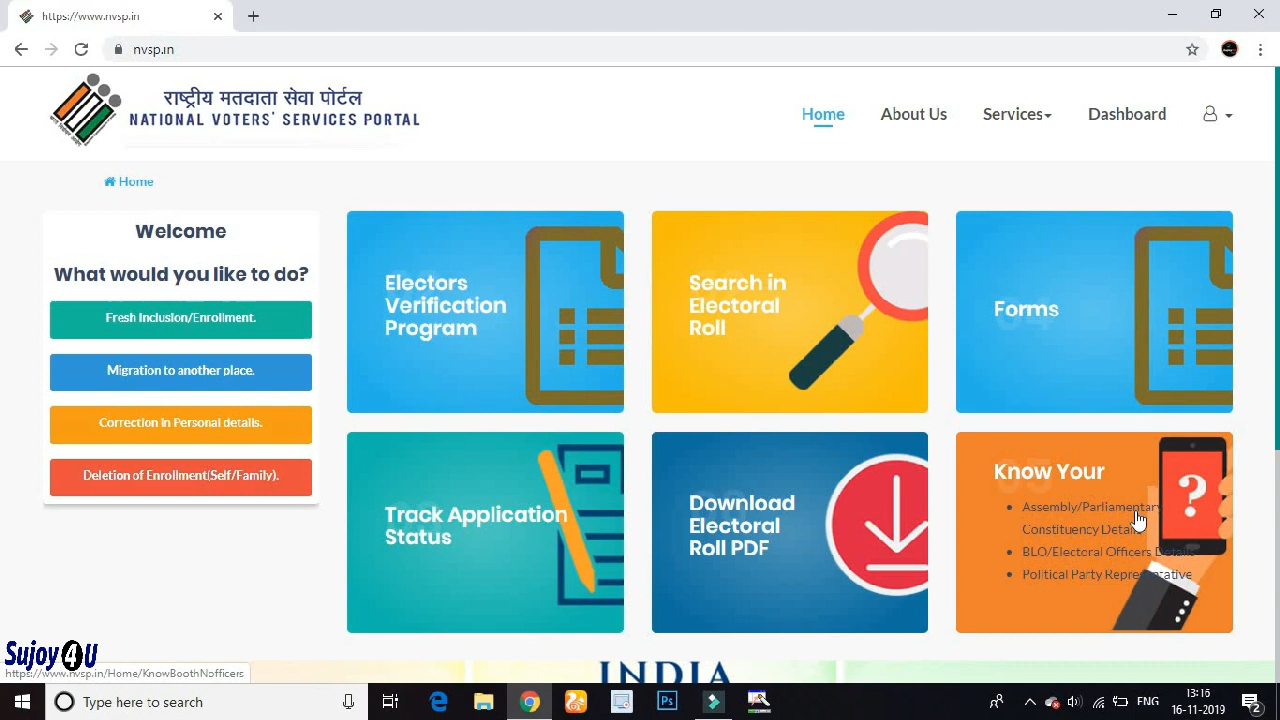 https://www.nvsp.in
nvsp.in
राष्ट्रीय मतदाता सेवा पोर्टल
NATIONAL VOTERS' SERVICES PORTAL
Home
About Us
Services
Dashboard
Home
Welcome
What would you like to do?
Fresh Inclusion/Enrollment.
Migration to another place.
Correction in Personal details.
Deletion of Enrollment(Self/Family).
Electors
Verification
Program
Search in
Electoral
Roll
Forms
Track Application
Status
Download
Electoral
Roll PDF
Know Your
Assembly/Parliamentary
Constituency Details
BLO/Electoral Officers Details
Political Party Representative
?
Sujoy4U
https://www.nvsp.in/Home/KnowBoothNofficers
INDIA
Type here to search
Ps
ENG
13:16
16-11-2019
2